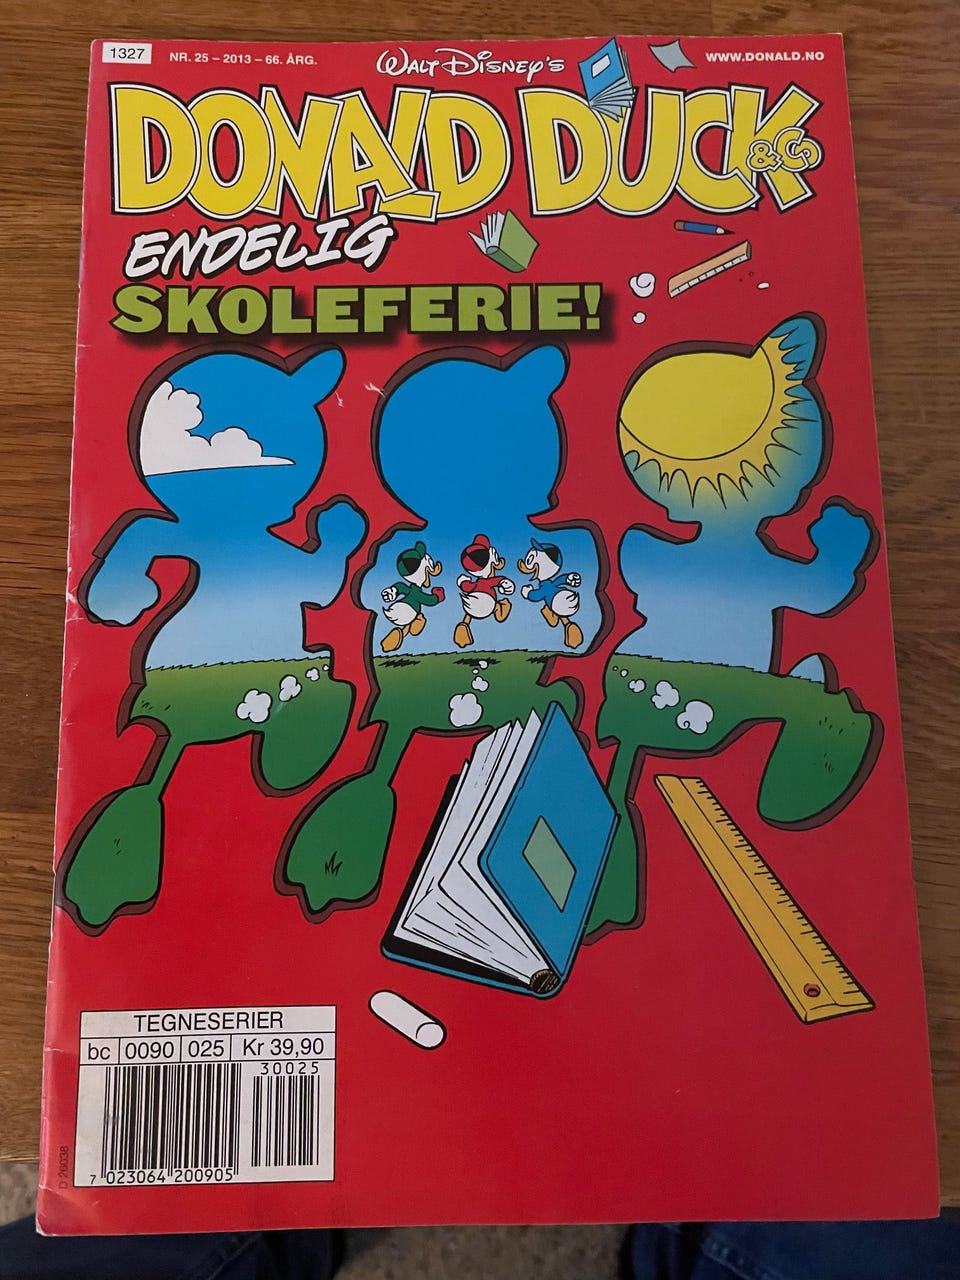 1327
NR. 25 – 2013 – 66. ÅRG.
WALT DISNEY'S
WWW.DONALD.NO
DONALD DUCK & CO
ENDELIG
SKOLEFERIE!
TEGNESERIER
bc 0090 025 Kr 39,90
30025
7 023064 200905
D 26038